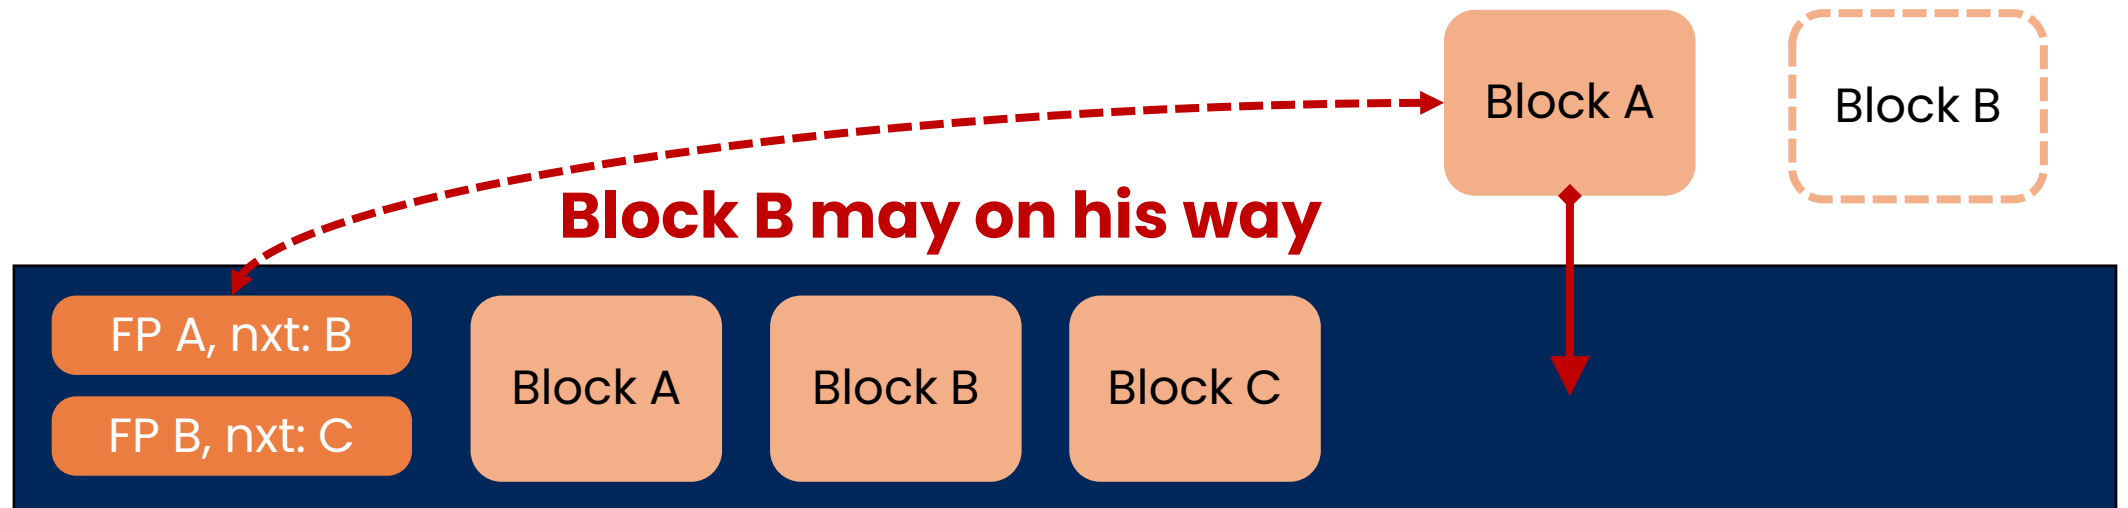 Block A
Block B
Block B may on his way
FP A, nxt: B
FP B, nxt: C
Block A
Block B
Block C